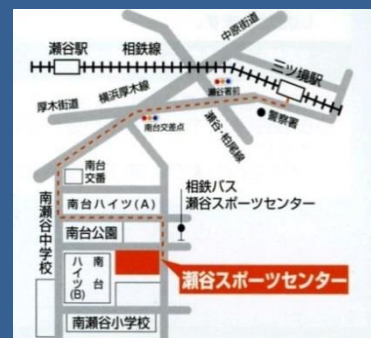 中原街道
瀬谷駅
相鉄線
三ツ境駅
横浜厚木線
厚木街道
瀬谷署前
瀬谷・柏尾線
警察署
南台交差点
南台
交番
南瀬谷中学校
南台ハイツ(A)
相鉄バス
瀬谷スポーツセンター
南台公園
南台
ハイツ(B)
瀬谷スポーツセンター
南瀬谷小学校